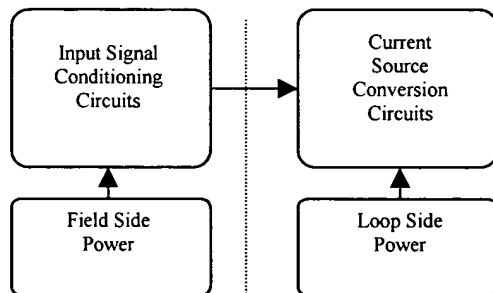 Input Signal
Conditioning
Circuits
Current
Source
Conversion
Circuits
Field Side
Power
Loop Side
Power